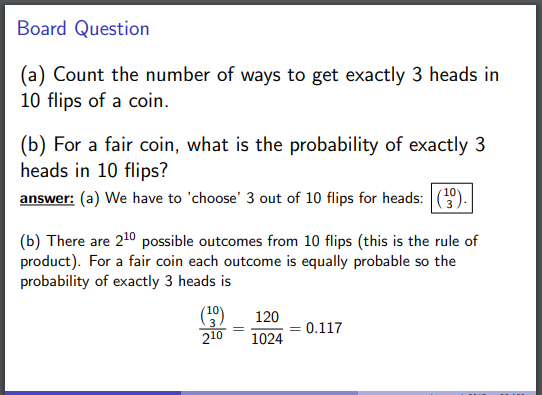 Board Question
(a) Count the number of ways to get exactly 3 heads in
10 flips of a coin.
(b) For a fair coin, what is the probability of exactly 3
heads in 10 flips?
answer: (a) We have to 'choose' 3 out of 10 flips for heads: $\binom{10}{3}$.
(b) There are 2^{10} possible outcomes from 10 flips (this is the rule of
product). For a fair coin each outcome is equally probable so the
probability of exactly 3 heads is
$\frac{\binom{10}{3}}{2^{10}} = \frac{120}{1024} = 0.117$